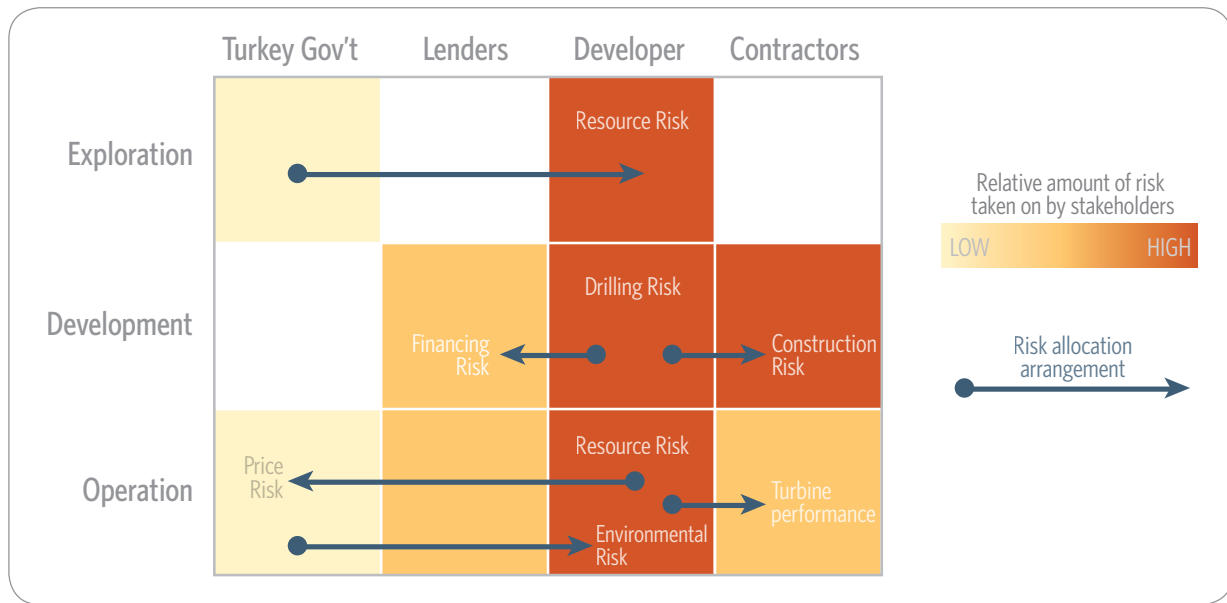 Turkey Gov't
Lenders
Developer
Contractors
Exploration
Resource Risk
Relative amount of risk
taken on by stakeholders
LOW
HIGH
Development
Drilling Risk
Financing
Risk
Construction
Risk
Risk allocation
arrangement
Operation
Price
Risk
Resource Risk
Turbine
performance
Environmental
Risk